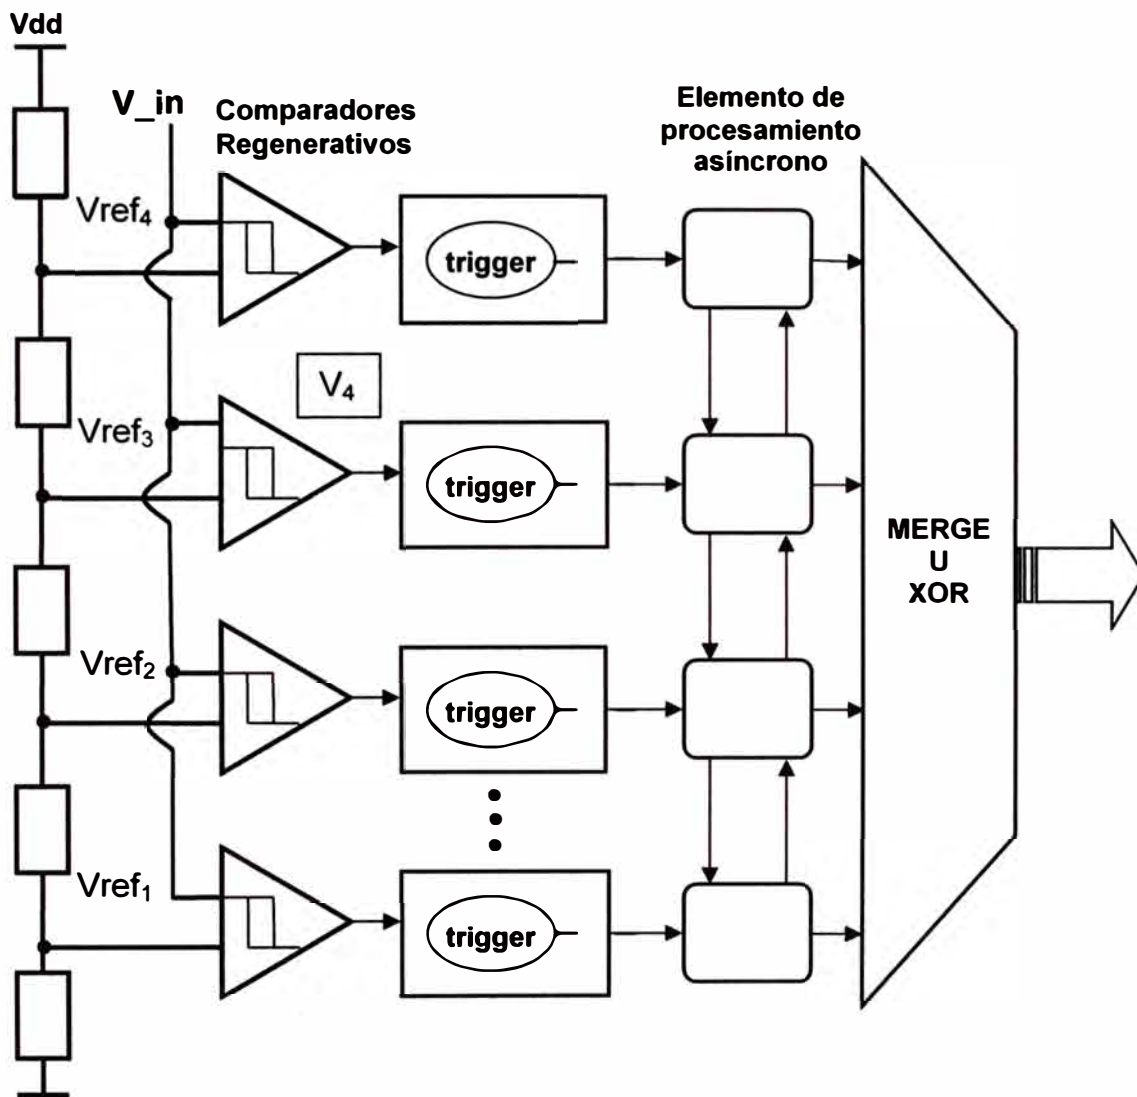 Vdd
V_in
Comparadores
Regenerativos
Elemento de
procesamiento
asíncrono
Vref4
trigger
V4
Vref3
trigger
MERGE
U
XOR
Vref2
trigger
Vref1
trigger